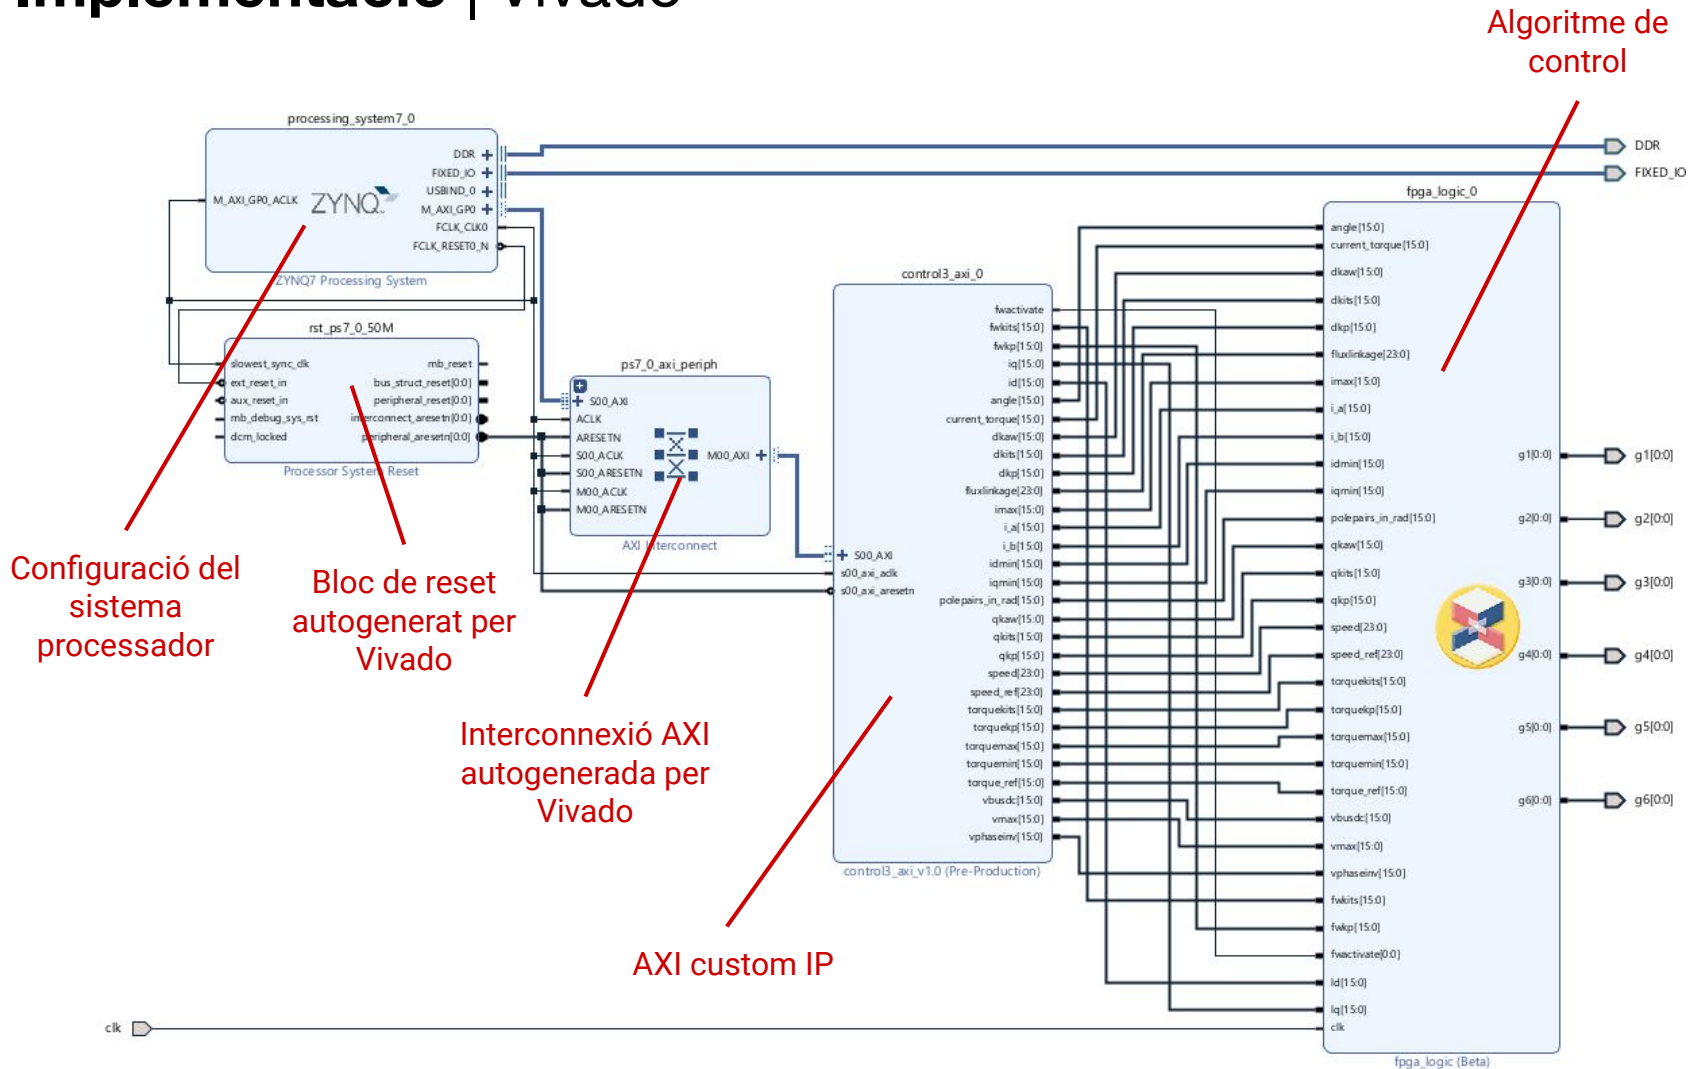 Implementació | Vivado
Algoritme de
control
processing_system7_0
DDR
FIXED_IO
USBIND_0
M_AXI_GP0
FCLK_CLK0
FCLK_RESET0_N
M_AXI_GP0_ACLK
ZYNQ
ZYNQ7 Processing System
DDR
FIXED_IO
rst_ps7_0_50M
slowest_sync_clk
ext_reset_in
aux_reset_in
mb_debug_sys_rst
dcm_locked
mb_reset
bus_struct_reset[0:0]
peripheral_reset[0:0]
interconnect_aresetn[0:0]
peripheral_aresetn[0:0]
Processor System Reset
ps7_0_axi_periph
S00_AXI
ACLK
ARESETN
S00_ACLK
S00_ARESETN
M00_ACLK
M00_ARESETN
M00_AXI
AXI Interconnect
control3_axi_0
S00_AXI
s00_axi_aclk
s00_axi_aresetn
fwactivate
fwkits[15:0]
fwkp[15:0]
iq[15:0]
id[15:0]
angle[15:0]
current_torque[15:0]
dkaw[15:0]
dkits[15:0]
dkp[15:0]
fluxlinkage[23:0]
imax[15:0]
i_a[15:0]
i_b[15:0]
idmin[15:0]
iqmin[15:0]
polepairs_in_rad[15:0]
qkaw[15:0]
qkits[15:0]
qkp[15:0]
speed[23:0]
speed_ref[23:0]
torquekits[15:0]
torquekp[15:0]
torquemax[15:0]
torquemin[15:0]
torque_ref[15:0]
vbusdc[15:0]
vmax[15:0]
vphaseinv[15:0]
control3_axi_v1.0 (Pre-Production)
fpga_logic_0
angle[15:0]
current_torque[15:0]
dkaw[15:0]
dkits[15:0]
dkp[15:0]
fluxlinkage[23:0]
imax[15:0]
i_a[15:0]
i_b[15:0]
idmin[15:0]
iqmin[15:0]
polepairs_in_rad[15:0]
qkaw[15:0]
qkits[15:0]
qkp[15:0]
speed[23:0]
speed_ref[23:0]
torquekits[15:0]
torquekp[15:0]
torquemax[15:0]
torquemin[15:0]
torque_ref[15:0]
vbusdc[15:0]
vmax[15:0]
vphaseinv[15:0]
fwkits[15:0]
fwkp[15:0]
fwactivate[0:0]
Id[15:0]
Iq[15:0]
clk
g1[0:0]
g2[0:0]
g3[0:0]
g4[0:0]
g5[0:0]
g6[0:0]
fpga_logic (Beta)
g1[0:0]
g2[0:0]
g3[0:0]
g4[0:0]
g5[0:0]
g6[0:0]
clk
Configuració del
sistema
processador
Bloc de reset
autogenerat per
Vivado
Interconnexió AXI
autogenerada per
Vivado
AXI custom IP